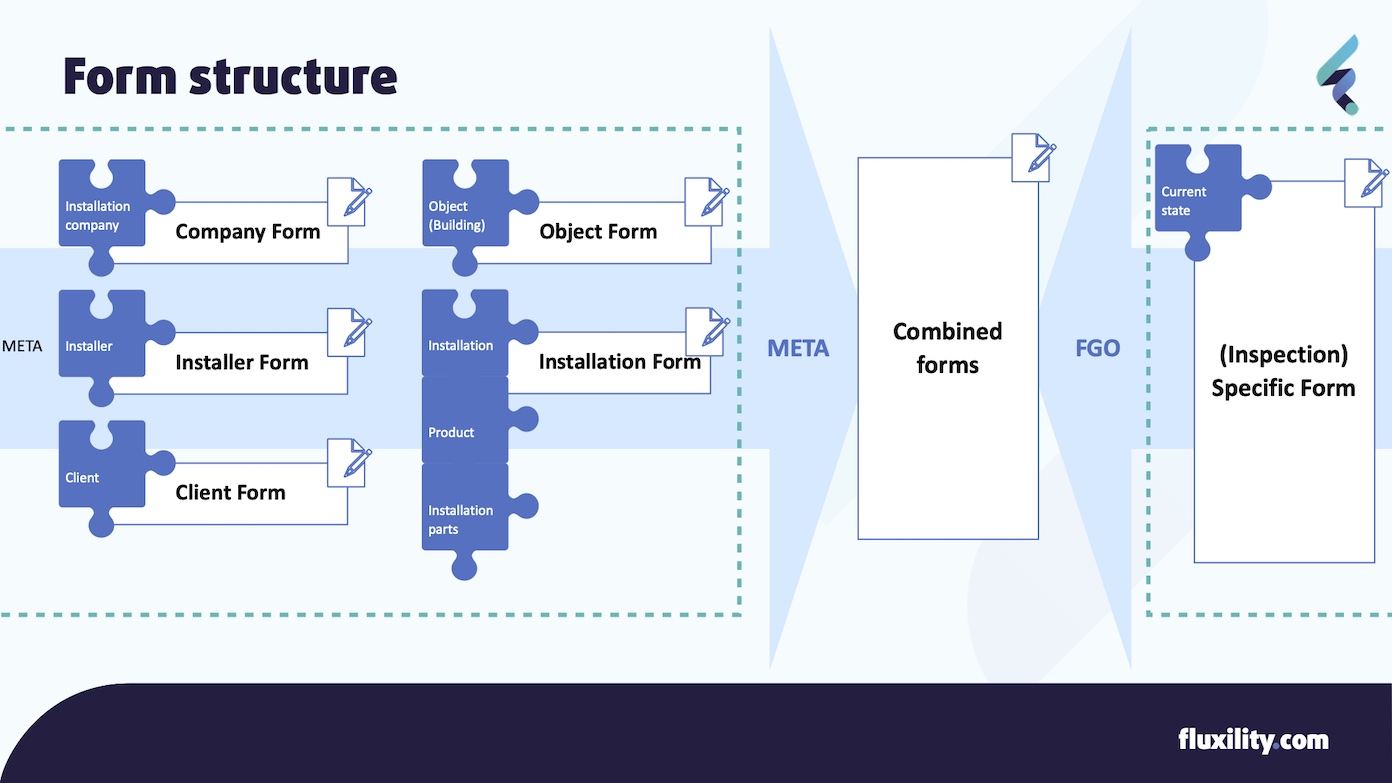 Form structure
Installation
company
Company Form
Object
(Building)
Object Form
Current
state
META
Installer
Installer Form
Installation
Installation Form
META
Combined
forms
FGO
(Inspection)
Specific Form
Product
Client
Client Form
Installation
parts
fluxility.com